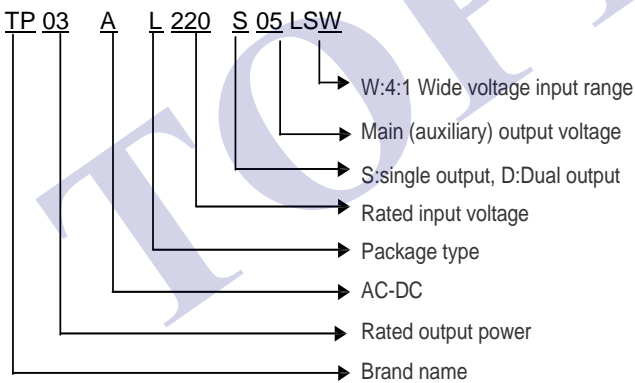 TP 03 A L 220 S 05 LSW
W:4:1 Wide voltage input range
Main (auxiliary) output voltage
S:single output, D:Dual output
Rated input voltage
Package type
AC-DC
Rated output power
Brand name